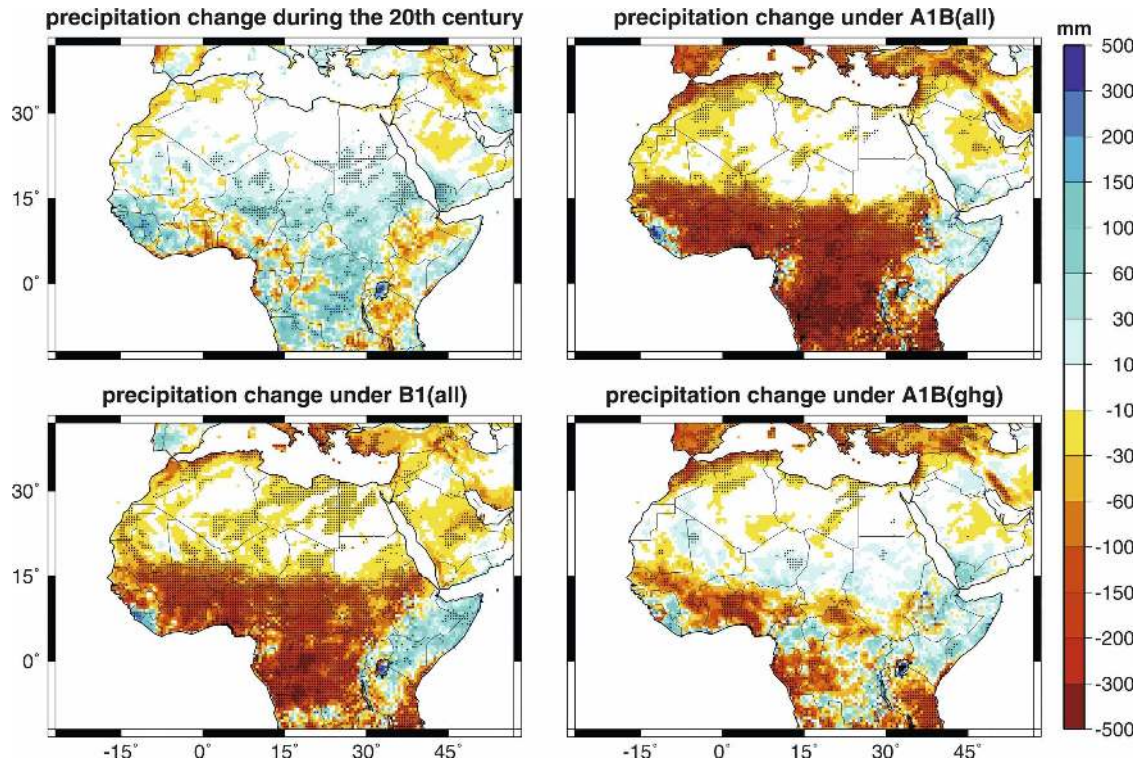 precipitation change during the 20th century
precipitation change under A1B(all)
mm
500
300
200
100
60
30
10
-10
-30
-60
-100
-200
-300
-500
30°
15°
0°
precipitation change under B1(all)
precipitation change under A1B(ghg)
30°
15°
0°
-15° 0° 15° 30° 45°
-15° 0° 15° 30° 45°